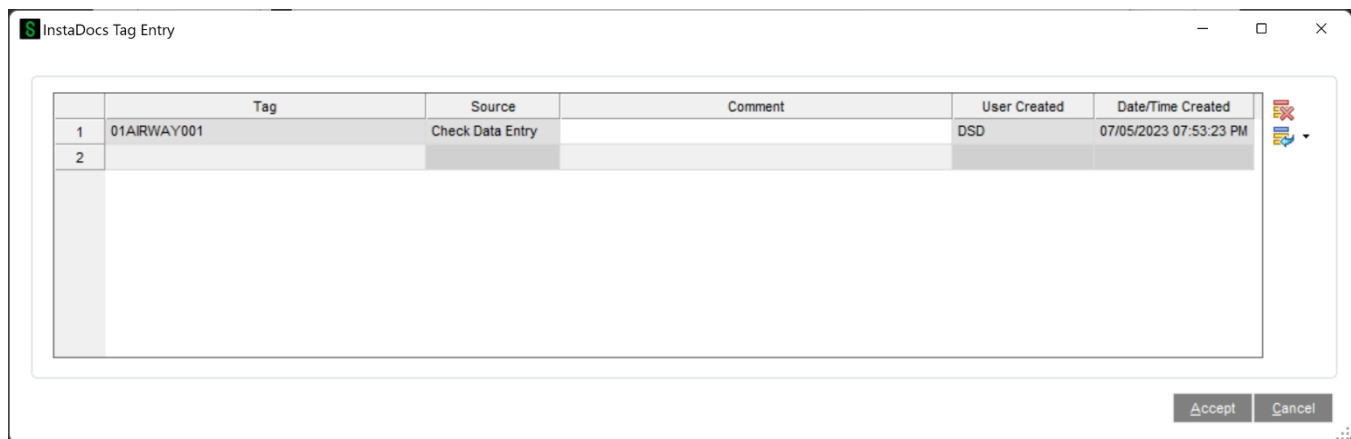 S InstaDocs Tag Entry
Tag Source Comment User Created Date/Time Created
1 01AIRWAY001 Check Data Entry DSD 07/05/2023 07:53:23 PM
2
Accept Cancel